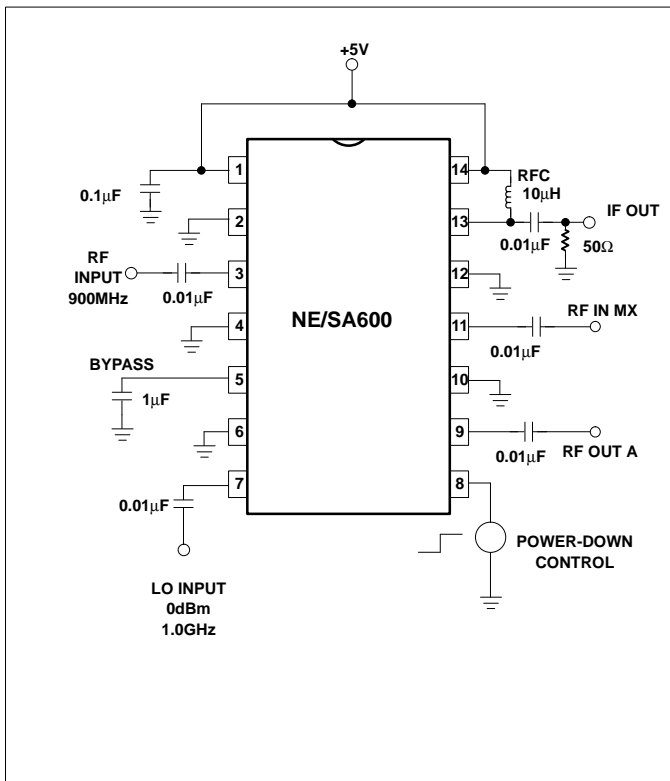 +5V
1
14
RFC
10μH
0.1μF
2
13
IF OUT
0.01μF
50Ω
RF
INPUT
900MHz
3
0.01μF
12
NE/SA600
4
11
RF IN MX
0.01μF
BYPASS
5
10
1μF
6
9
0.01μF
RF OUT A
7
8
0.01μF
POWER-DOWN
CONTROL
LO INPUT
0dBm
1.0GHz